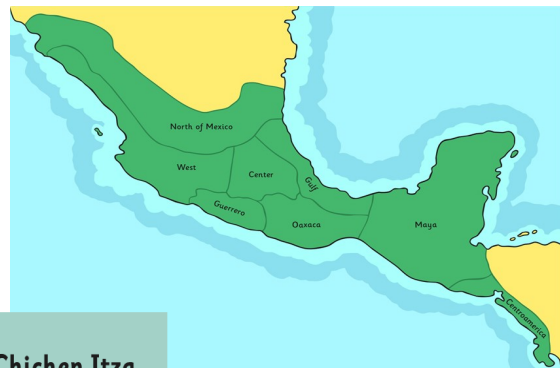 North of Mexico
West
Center
Gulf
Guerrero
Oaxaca
Maya
Centroamerica
Chichen Itza